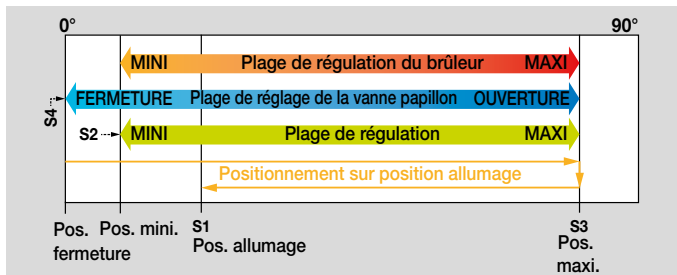 0° 90°
MINI Plage de régulation du brûleur MAXI
S4 FERMETURE Plage de réglage de la vanne papillon OUVERTURE
S2 MINI Plage de régulation MAXI
Positionnement sur position allumage
Pos. fermeture
Pos. mini.
S1
Pos. allumage
S3
Pos.
maxi.